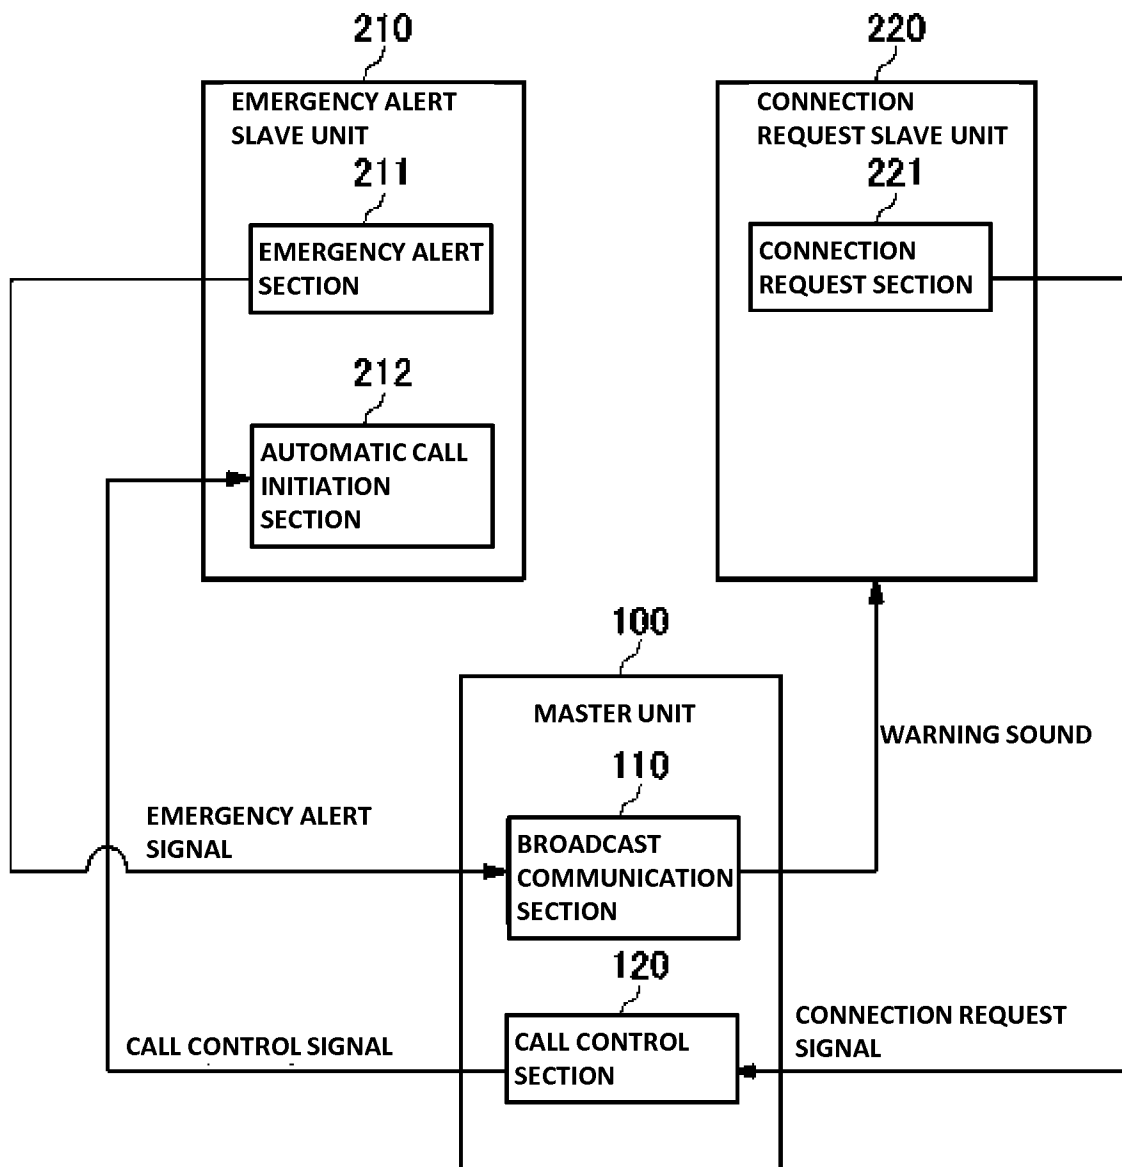 210
220
EMERGENCY ALERT
SLAVE UNIT
CONNECTION
REQUEST SLAVE UNIT
211
221
EMERGENCY ALERT
SECTION
CONNECTION
REQUEST SECTION
212
AUTOMATIC CALL
INITIATION
SECTION
100
MASTER UNIT
WARNING SOUND
110
EMERGENCY ALERT
SIGNAL
BROADCAST
COMMUNICATION
SECTION
120
CONNECTION REQUEST
SIGNAL
CALL CONTROL SIGNAL
CALL CONTROL
SECTION